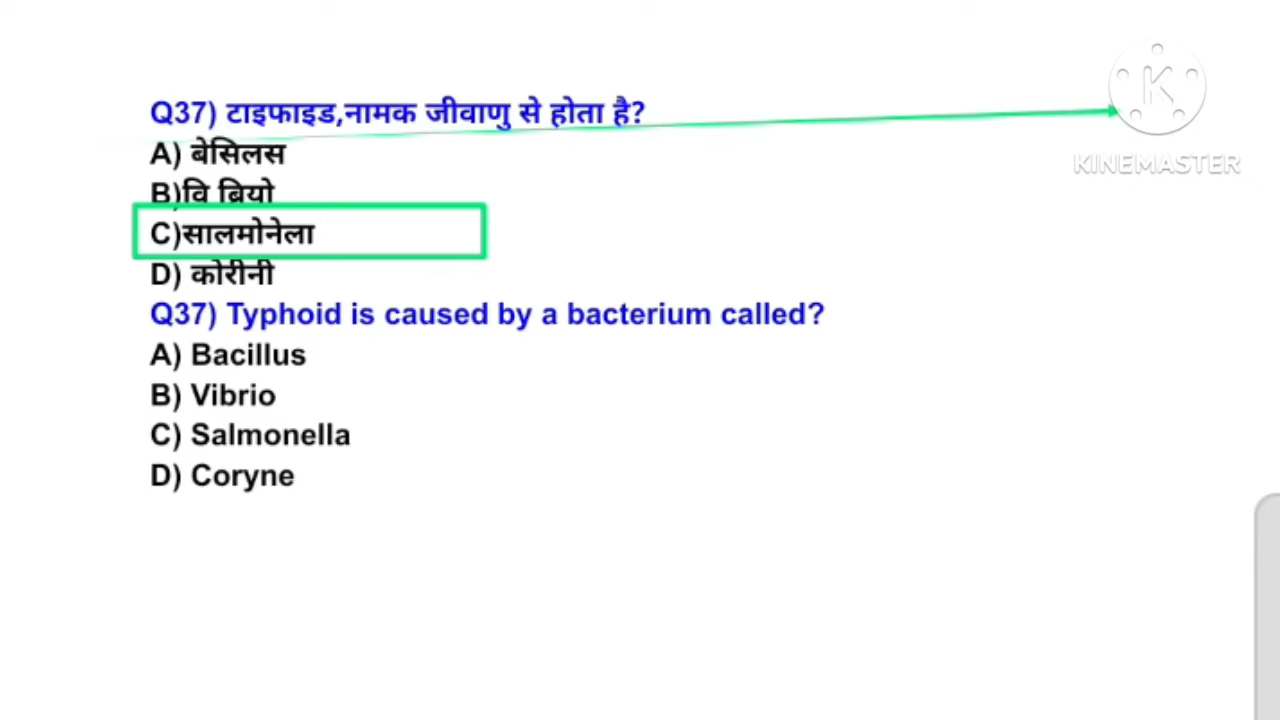 Q37) टाइफाइड,नामक जीवाणु से होता है?
A) बेसिलस
B)वि ब्रियो
C)सालमोनेला
D) कोरीनी
Q37) Typhoid is caused by a bacterium called?
A) Bacillus
B) Vibrio
C) Salmonella
D) Coryne
K
KINEMASTER